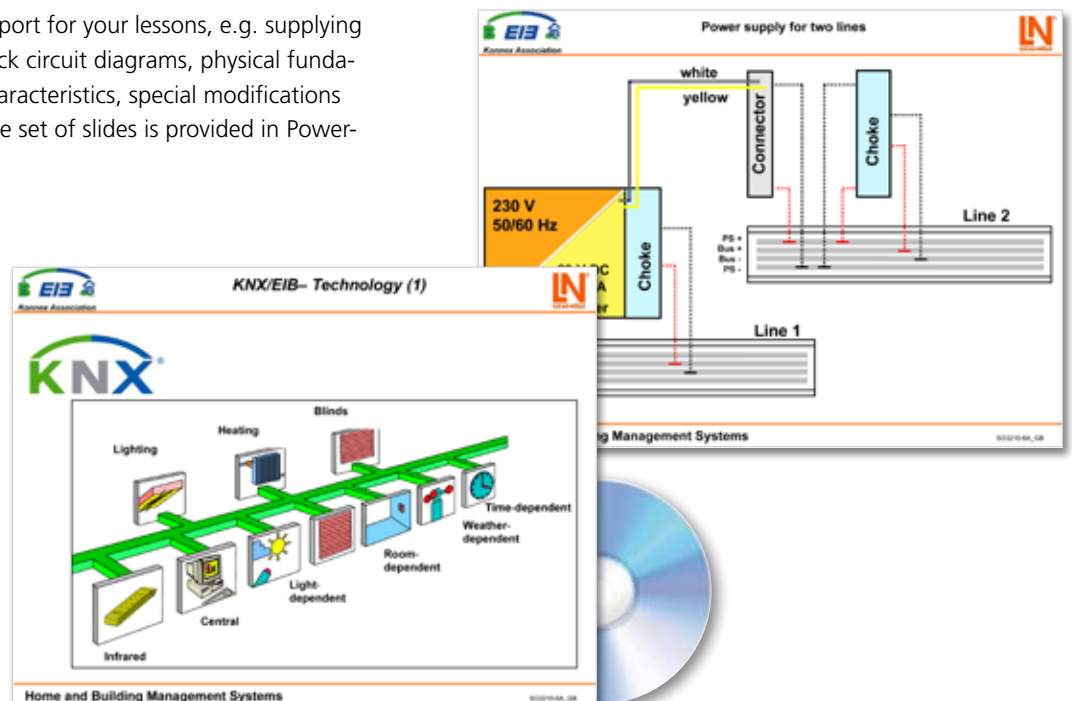 port for your lessons, e.g. supplying
ck circuit diagrams, physical funda-
aracteristics, special modifications
e set of slides is provided in Power-
EIB
Konnex Association
Power supply for two lines
LN
white
yellow
Connector
Choke
230 V
50/60 Hz
DC
A
er
Choke
Line 2
PS +
Bus +
Bus -
PS -
Line 1
g Management Systems
EIB
Konnex Association
KNX/EIB– Technology (1)
LN
KNX
Blinds
Heating
Lighting
Time-dependent
Weather-
dependent
Room-
dependent
Light-
dependent
Central
Infrared
Home and Building Management Systems